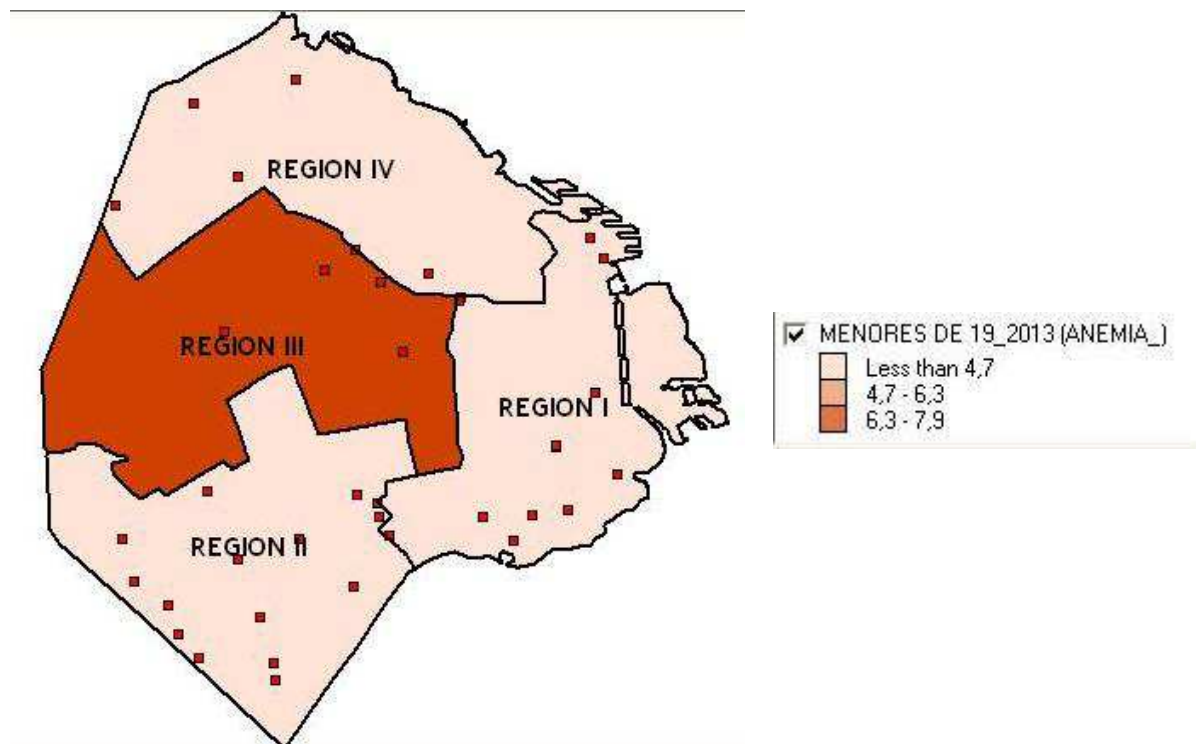 REGION IV
REGION III
REGION I
REGION II
MENORES DE 19_2013 (ANEMIA_)
Less than 4,7
4,7 - 6,3
6,3 - 7,9